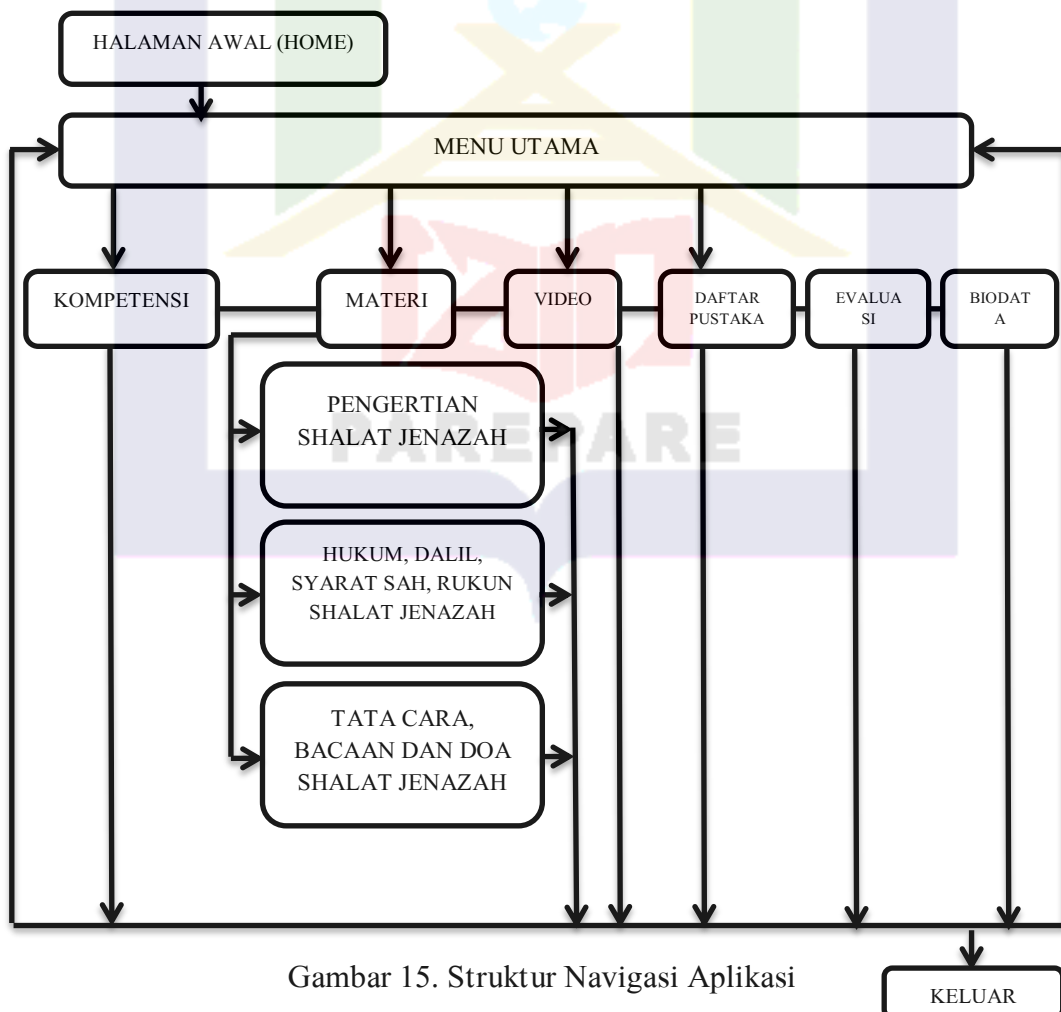 HALAMAN AWAL (HOME)
MENU UTAMA
KOMPETENSI
MATERI
VIDEO
DAFTAR
PUSTAKA
EVALUA
SI
BIODAT
A
PENGERTIAN
SHALAT JENAZAH
PAREPARE
HUKUM, DALIL,
SYARAT SAH, RUKUN
SHALAT JENAZAH
TATA CARA,
BACAAN DAN DOA
SHALAT JENAZAH
Gambar 15. Struktur Navigasi Aplikasi
KELUAR